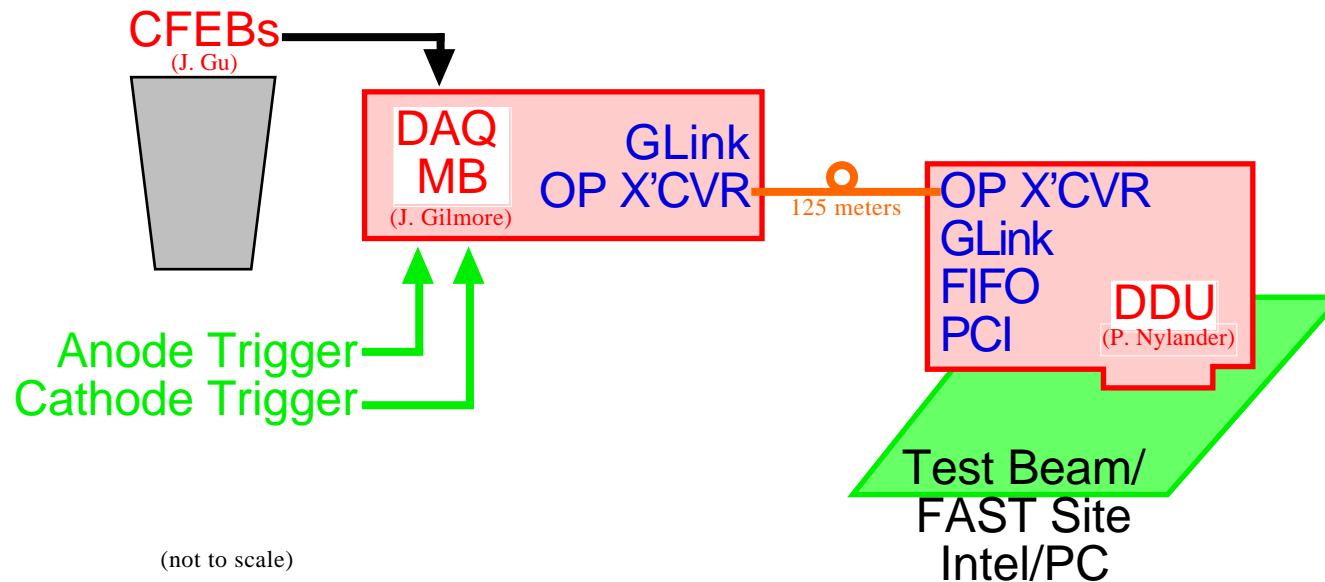 CFEBs
(J. Gu)
DAQ
MB
(J. Gilmore)
GLink
OP X'CVR
125 meters
OP X'CVR
GLink
FIFO
PCI
DDU
(P. Nylander)
Anode Trigger
Cathode Trigger
Test Beam/
FAST Site
Intel/PC
(not to scale)